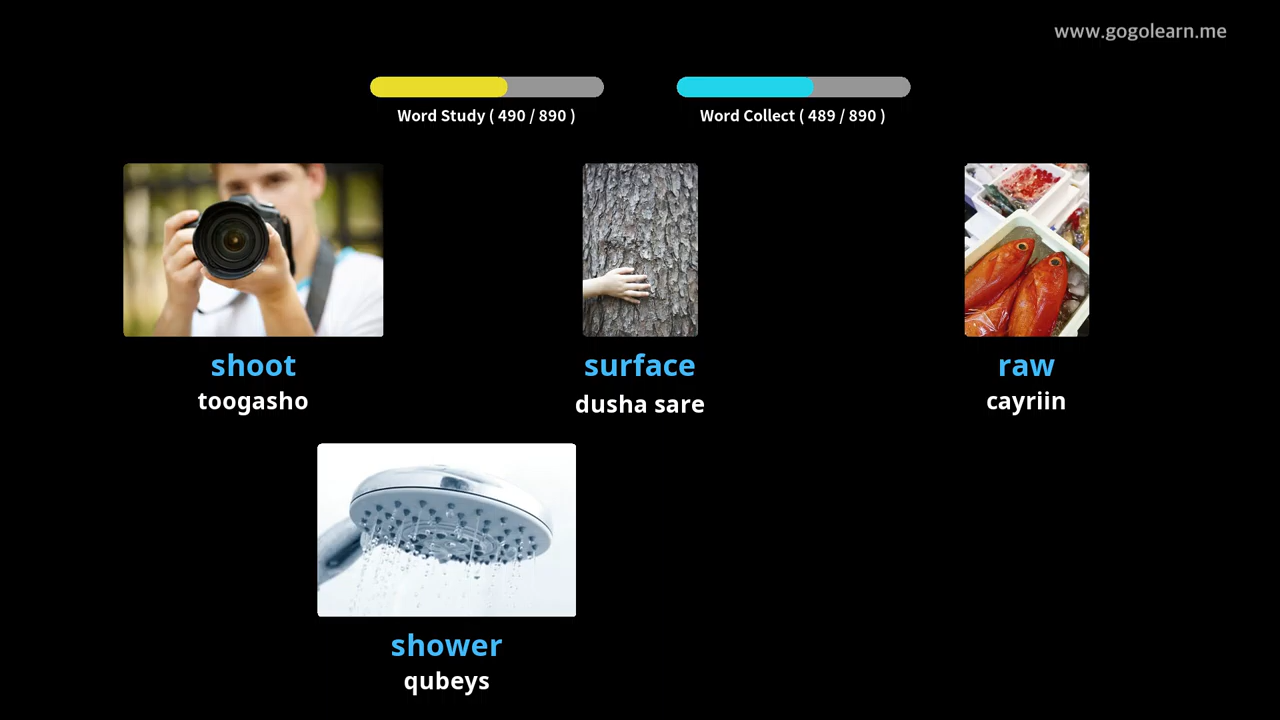 www.gogolearn.me
Word Study ( 490 / 890 )
Word Collect ( 489 / 890 )
shoot
toogasho
surface
dusha sare
raw
cayriin
shower
qubeys